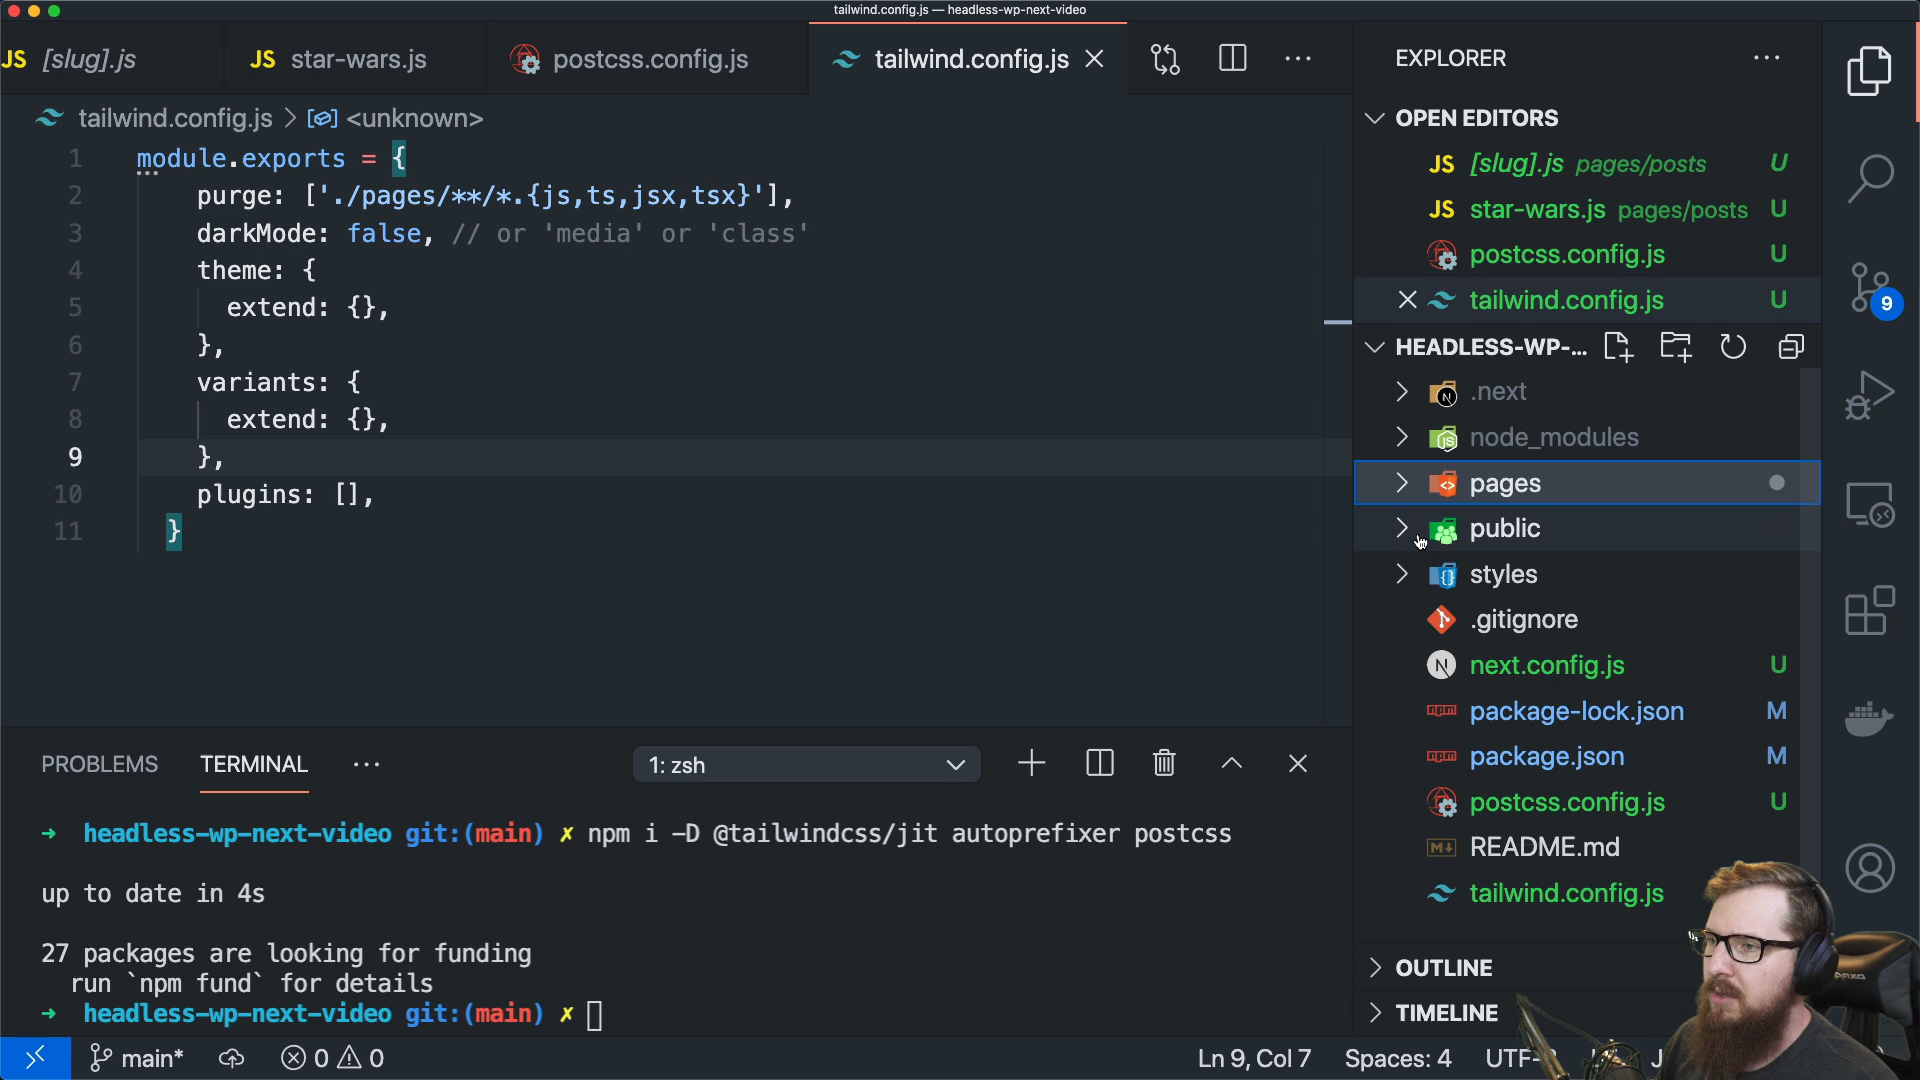 tailwind.config.js — headless-wp-next-video
JS [slug].js
JS star-wars.js
postcss.config.js
tailwind.config.js
tailwind.config.js > <unknown>
1 module.exports = {
2 purge: ['./pages/**/*.{js,ts,jsx,tsx}'],
3 darkMode: false, // or 'media' or 'class'
4 theme: {
5 extend: {},
6 },
7 variants: {
8 extend: {},
9 },
10 plugins: [],
11 }
PROBLEMS TERMINAL ···
1: zsh
→ headless-wp-next-video git:(main) ✗ npm i -D @tailwindcss/jit autoprefixer postcss
up to date in 4s
27 packages are looking for funding
run `npm fund` for details
→ headless-wp-next-video git:(main) ✗
EXPLORER
OPEN EDITORS
JS [slug].js pages/posts U
JS star-wars.js pages/posts U
postcss.config.js U
tailwind.config.js U
HEADLESS-WP-...
.next
node_modules
pages
public
styles
.gitignore
next.config.js U
package-lock.json M
package.json M
postcss.config.js U
README.md
tailwind.config.js
OUTLINE
TIMELINE
9
main* 0 0
Ln 9, Col 7 Spaces: 4